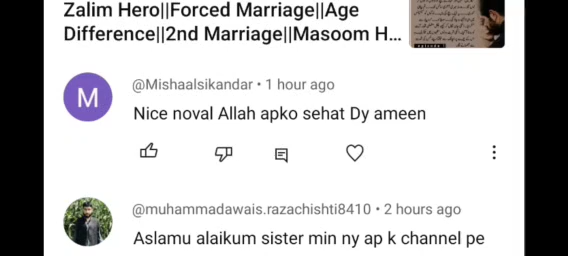 Zalim Hero||Forced Marriage||Age
Difference||2nd Marriage||Masoom H...
@Mishaalsikandar • 1 hour ago
M
Nice noval Allah apko sehat Dy ameen
@muhammadawais.razachishti8410 • 2 hours ago
Aslamu alaikum sister min ny ap k channel pe